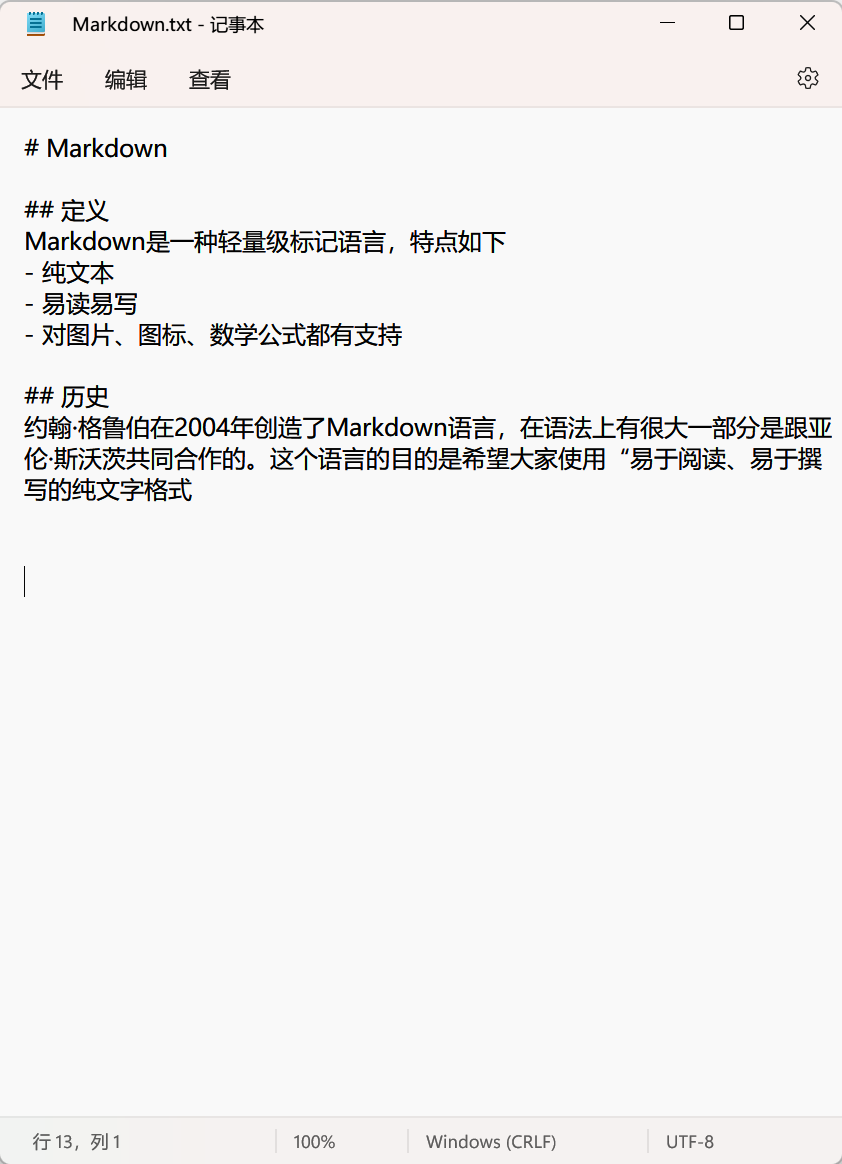 Markdown.txt - 记事本
文件 编辑 查看
# Markdown
## 定义
Markdown是一种轻量级标记语言，特点如下
- 纯文本
- 易读易写
- 对图片、图标、数学公式都有支持
## 历史
约翰·格鲁伯在2004年创造了Markdown语言，在语法上有很大一部分是跟亚
伦·斯沃茨共同合作的。这个语言的目的是希望大家使用“易于阅读、易于撰
写的纯文字格式
行 13，列 1 100% Windows (CRLF) UTF-8